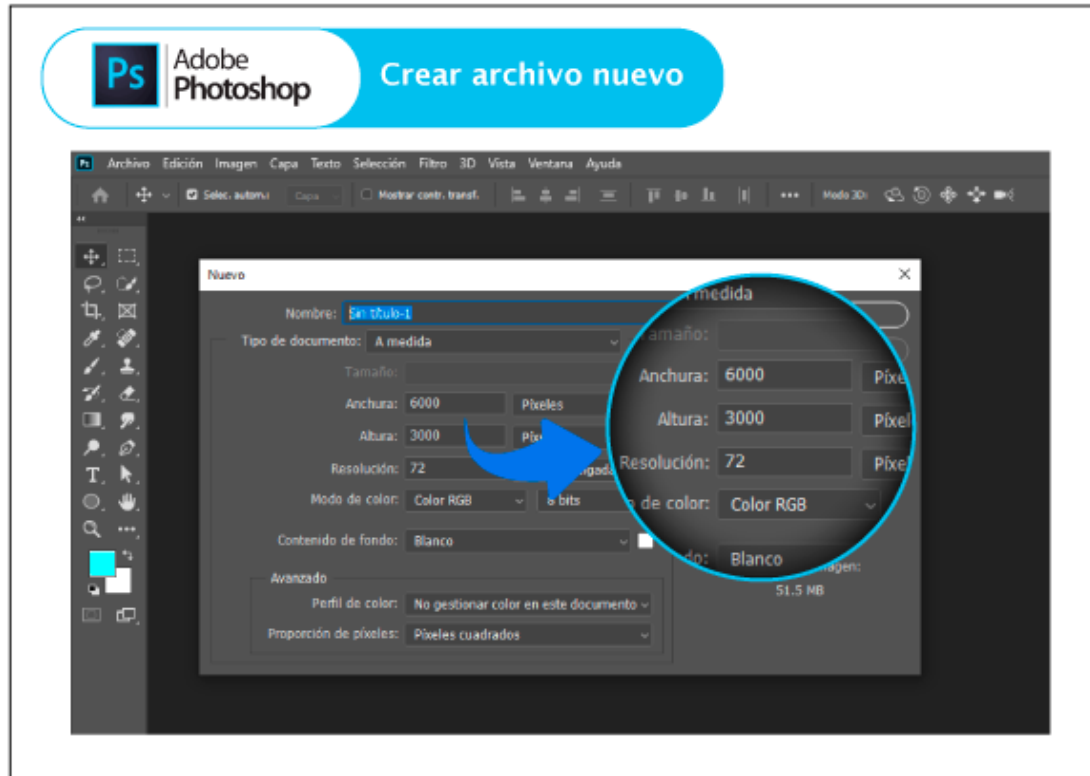 Ps
Adobe
Photoshop
Crear archivo nuevo
Ps Archivo Edición Imagen Capa Texto Selección Filtro 3D Vista Ventana Ayuda
Selec. autom.: Capa Mostrar contr. transf. Modo 3D:
Nuevo
Nombre: Sin título-1
Tipo de documento: A medida
Tamaño:
Anchura: 6000 Píxeles
Altura: 3000
Resolución: 72
Modo de color: Color RGB 8 bits
Contenido de fondo: Blanco
Avanzado
Perfil de color: No gestionar color en este documento
Proporción de píxeles: Píxeles cuadrados
medida
Tamaño:
Anchura: 6000 Píxe
Altura: 3000 Píxel
Resolución: 72 Píxe
de color: Color RGB
do: Blanco
imagen:
51.5 MB
T